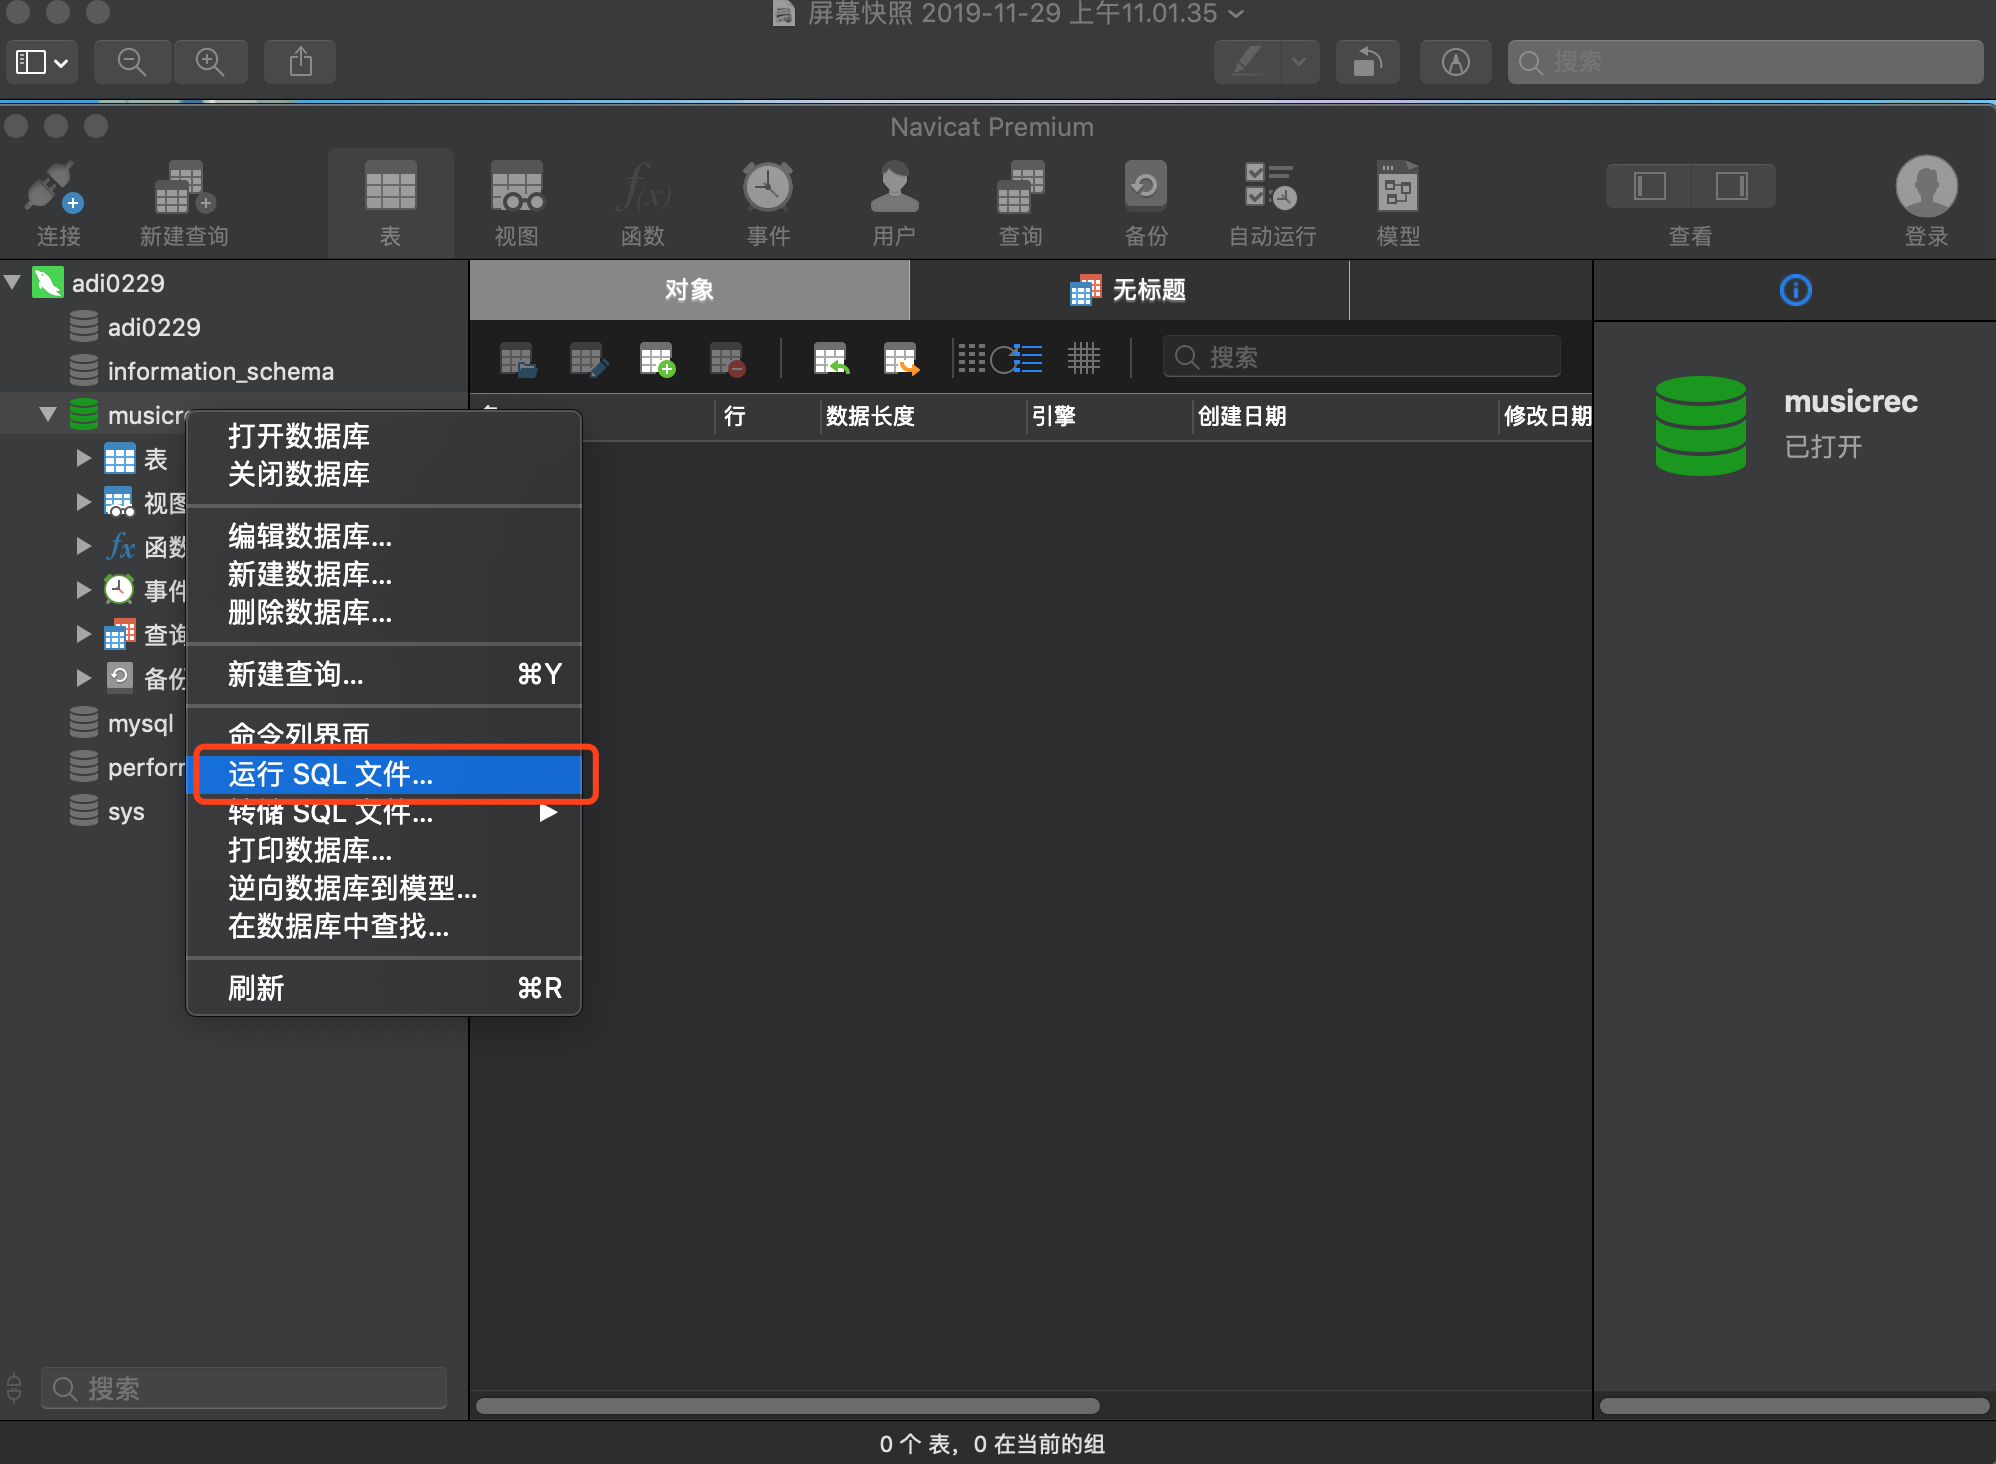 屏幕快照 2019-11-29 上午11.01.35
搜索
Navicat Premium
连接
新建查询
表
视图
函数
事件
用户
查询
备份
自动运行
模型
查看
登录
adi0229
adi0229
information_schema
musicr
表
视图
函数
事件
查询
备份
mysql
perfor
sys
搜索
打开数据库
关闭数据库
编辑数据库...
新建数据库...
删除数据库...
新建查询... ⌘Y
命令列界面
运行 SQL 文件...
转储 SQL 文件...
打印数据库...
逆向数据库到模型...
在数据库中查找...
刷新 ⌘R
对象
无标题
搜索
行 数据长度 引擎 创建日期 修改日期
musicrec
已打开
0 个 表，0 在当前的组